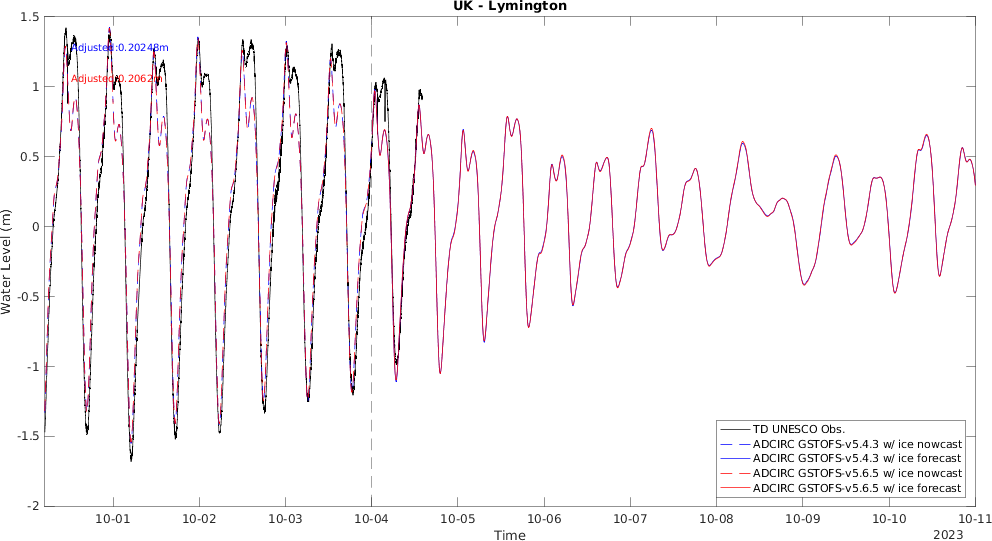 UK - Lymington
1.5
1
0.5
0
-0.5
-1
-1.5
-2
Water Level (m)
Adjusted:0.20248m
Adjusted:0.2062
10-01
10-02
10-03
10-04
10-05
10-06
10-07
10-08
10-09
10-10
10-11
Time
2023
TD UNESCO Obs.
ADCIRC GSTOFS-v5.4.3 w/ ice nowcast
ADCIRC GSTOFS-v5.4.3 w/ ice forecast
ADCIRC GSTOFS-v5.6.5 w/ ice nowcast
ADCIRC GSTOFS-v5.6.5 w/ ice forecast